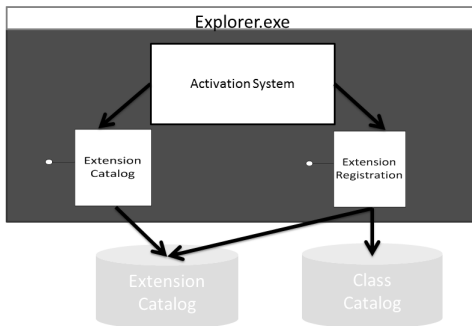 Explorer.exe
Activation System
Extension
Catalog
Extension
Registration
Extension
Catalog
Class
Catalog